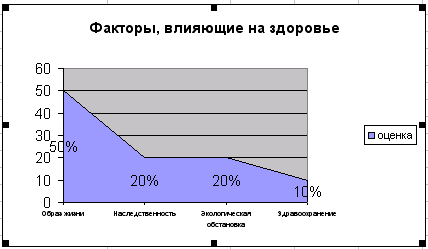 Факторы, влияющие на здоровье
60
50
40
30
20
10
0
50%
20%
20%
10%
Образ жизни
Наследственность
Экологическая
обстановка
Здравоохранение
оценка